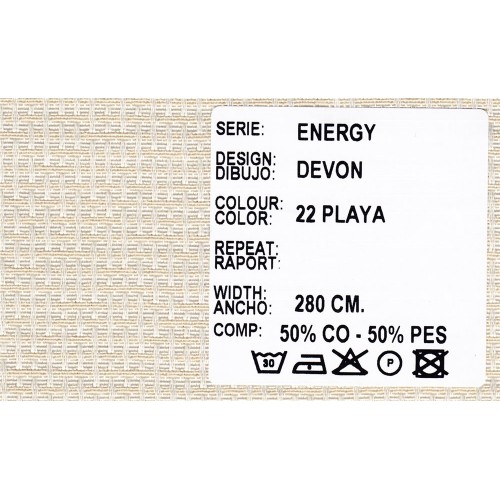 SERIE: ENERGY
DESIGN:
DIBUJO: DEVON
COLOUR:
COLOR: 22 PLAYA
REPEAT:
RAPORT:
WIDTH:
ANCHO: 280 CM.
COMP: 50% CO - 50% PES
30 P